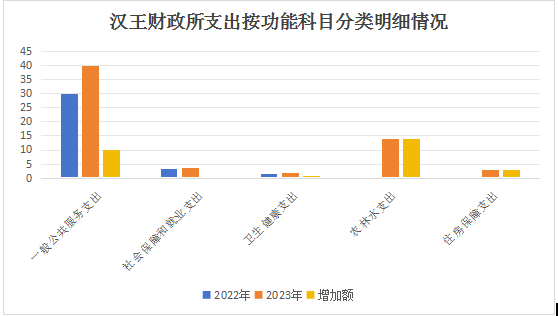 汉王财政所支出按功能科目分类明细情况
45
40
35
30
25
20
15
10
5
0
一般公共服务支出
社会保障和就业支出
卫生健康支出
农林水支出
住房保障支出
2022年 2023年 增加额